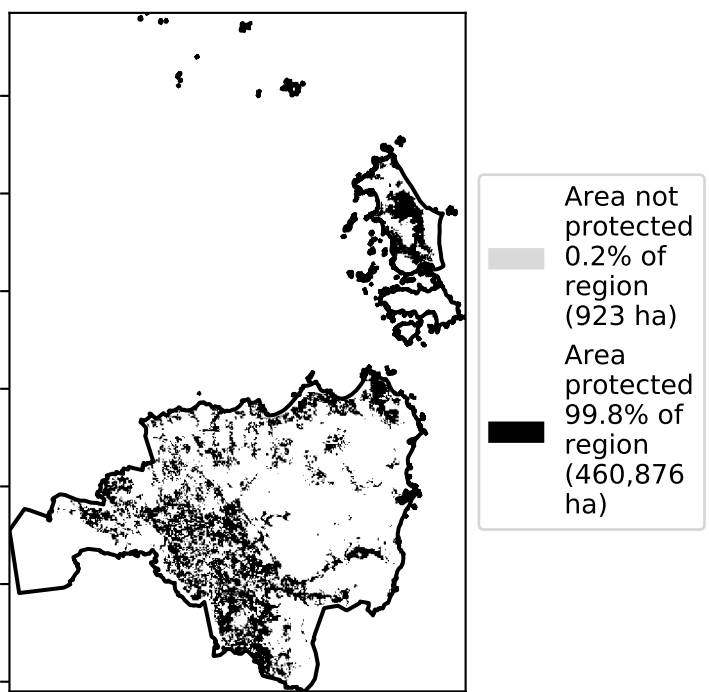 Area not
protected
0.2% of
region
(923 ha)
Area
protected
99.8% of
region
(460,876
ha)